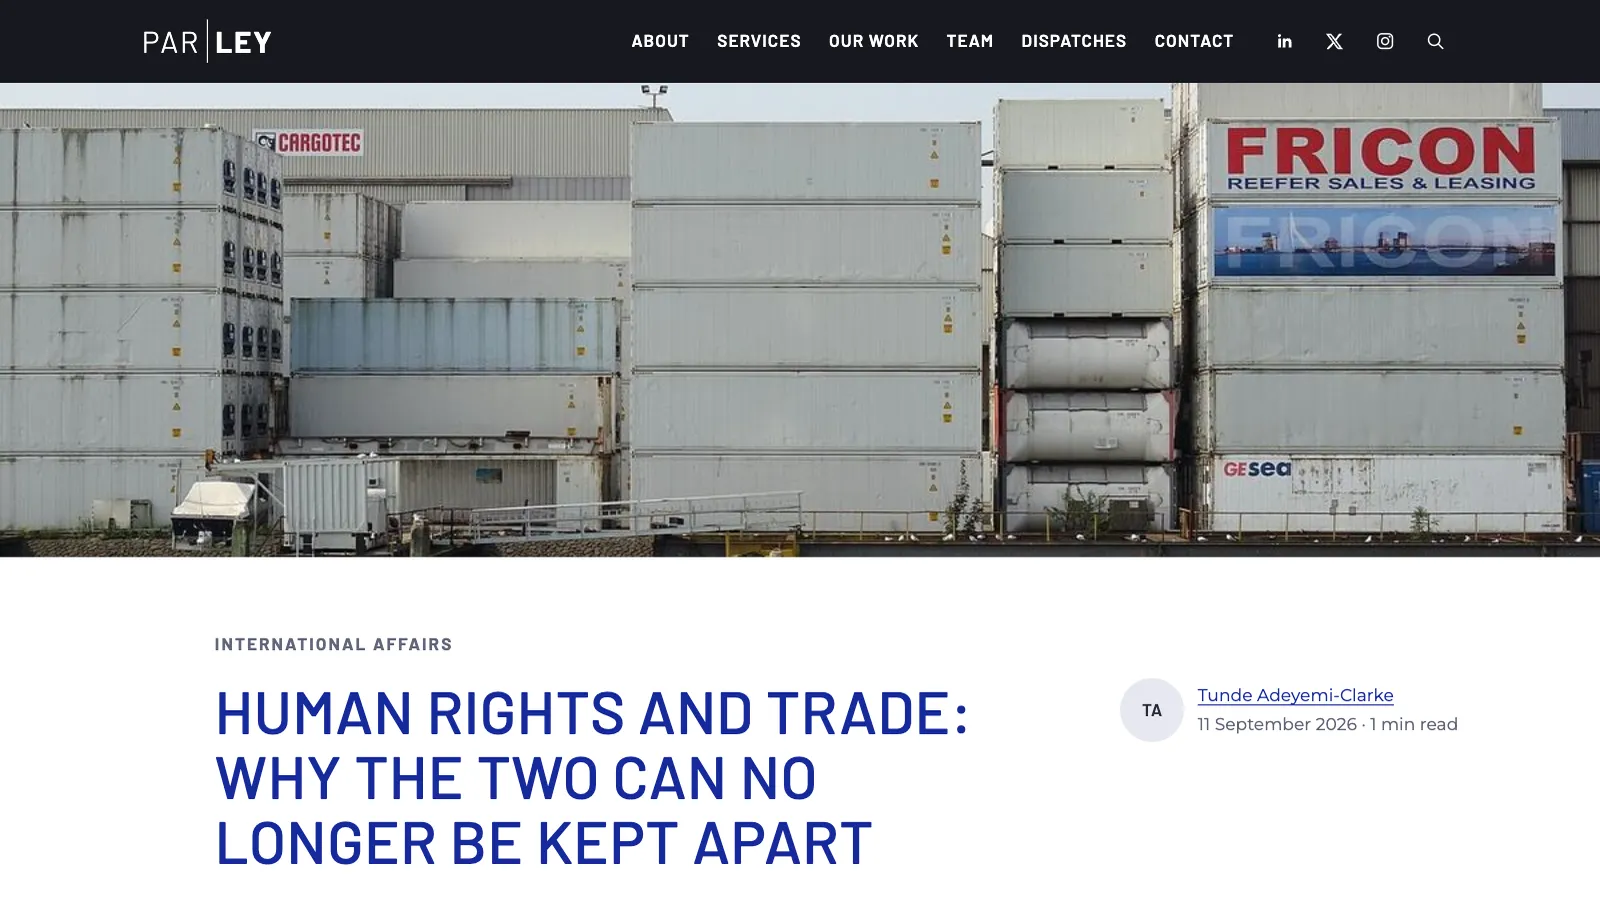 PAR|LEY
ABOUT SERVICES OUR WORK TEAM DISPATCHES CONTACT
CARGOTEC
FRICON
REEFER SALES & LEASING
FRICON
GEsea
INTERNATIONAL AFFAIRS
HUMAN RIGHTS AND TRADE:
WHY THE TWO CAN NO
LONGER BE KEPT APART
TA
Tunde Adeyemi-Clarke
11 September 2026 · 1 min read